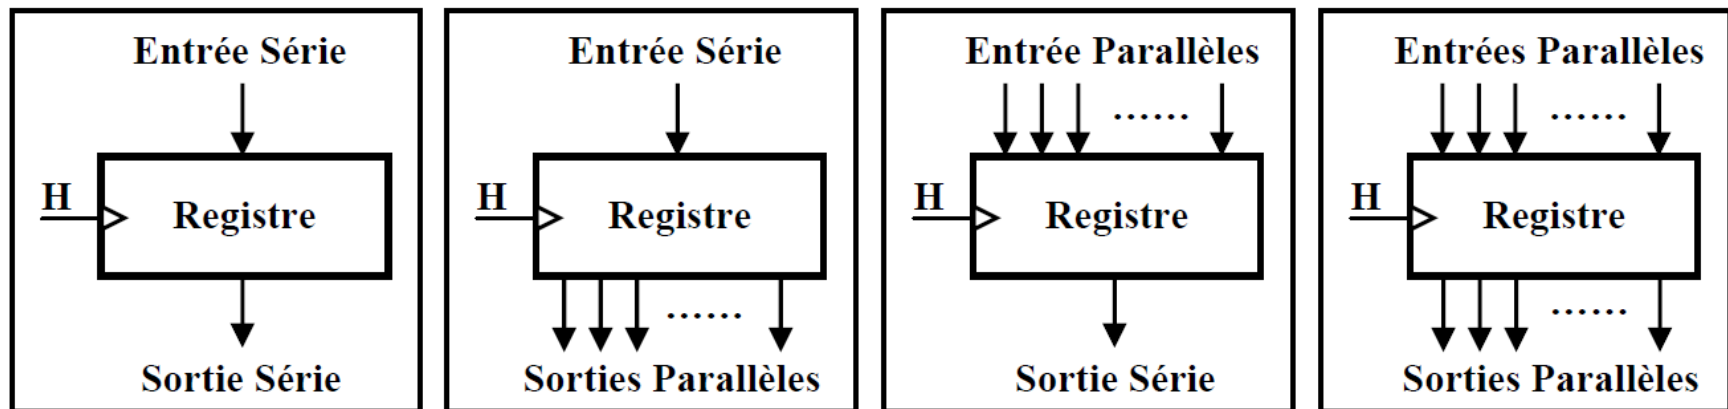 Entrée Série
H
Registre
Sortie Série
Entrée Série
H
Registre
......
Sorties Parallèles
Entrée Parallèles
......
H
Registre
Sortie Série
Entrées Parallèles
......
H
Registre
......
Sorties Parallèles